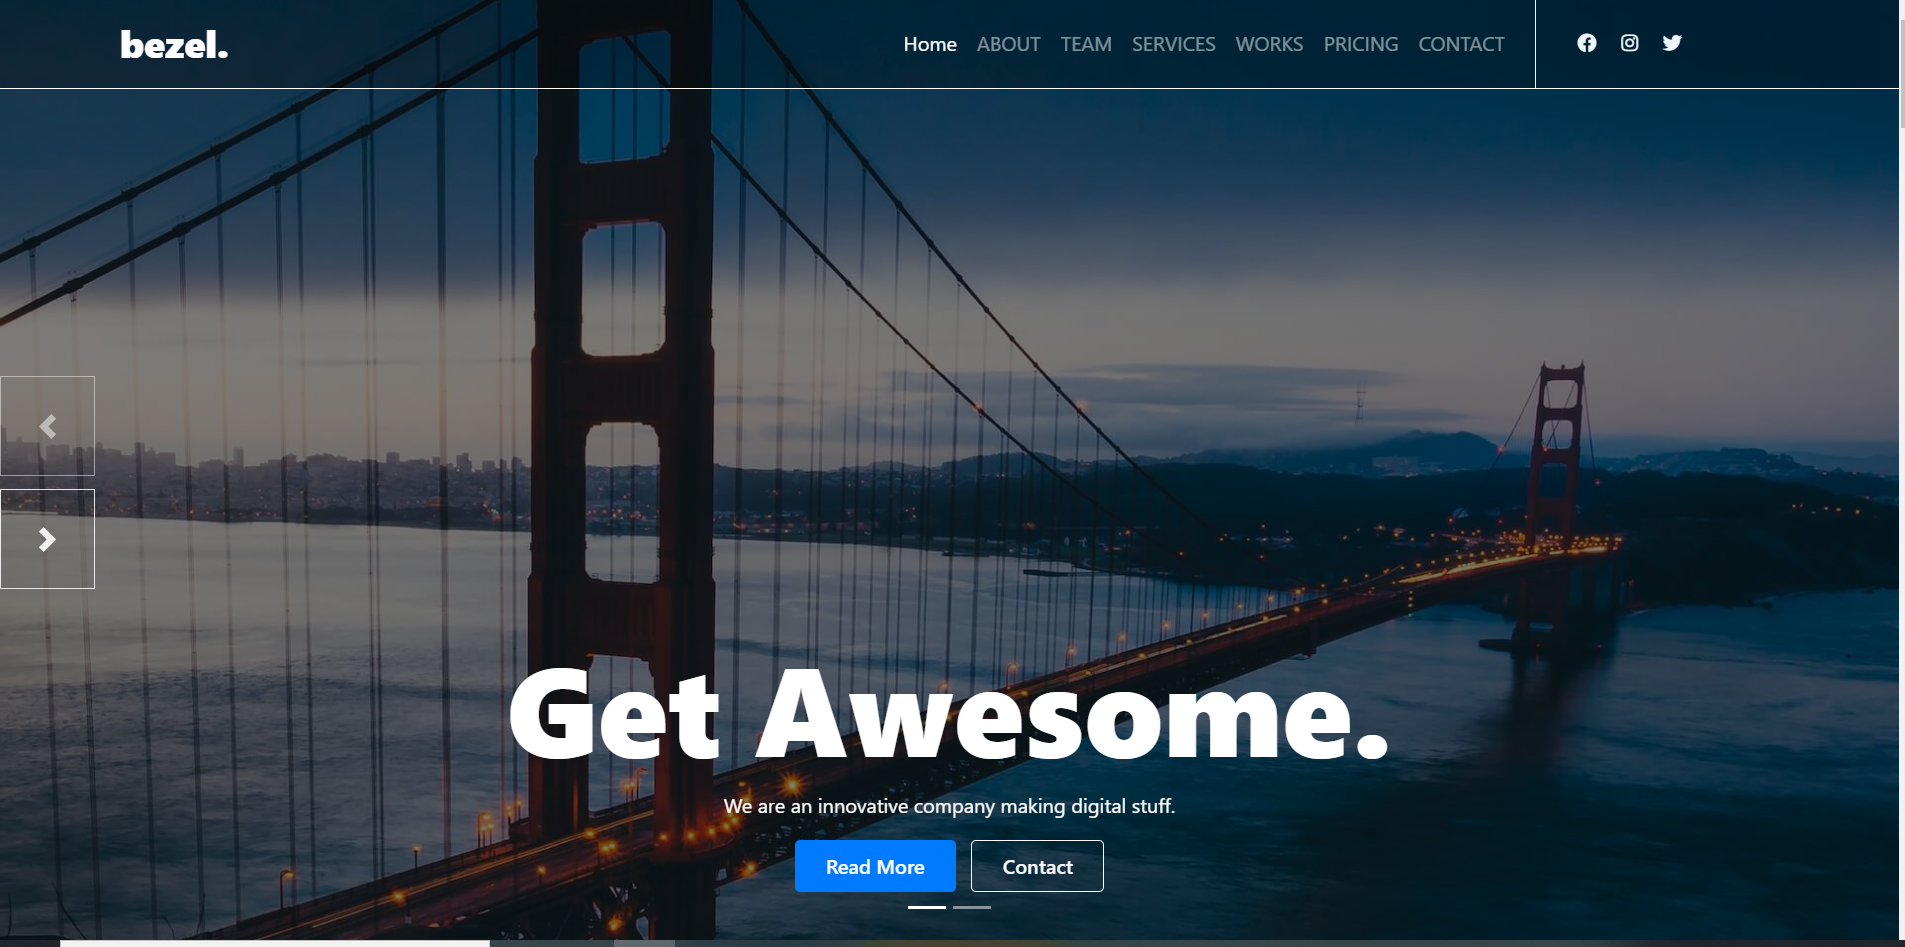 bezel.
Home ABOUT TEAM SERVICES WORKS PRICING CONTACT
Get Awesome.
We are an innovative company making digital stuff.
Read More Contact